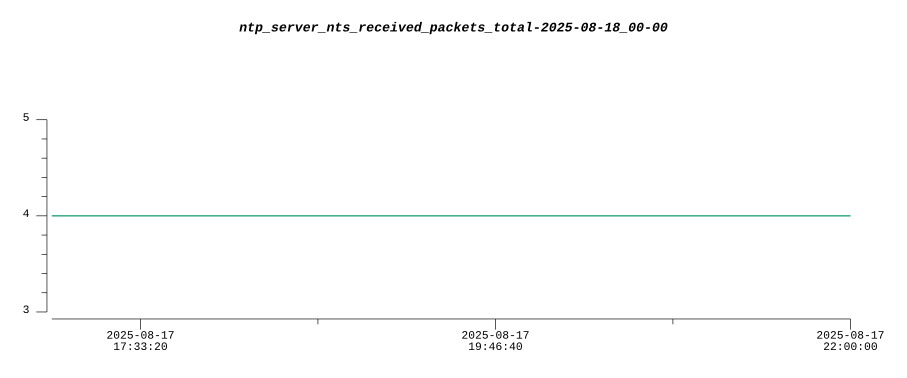 ntp_server_nts_received_packets_total-2025-08-18_00-00
5
4
3
2025-08-17 2025-08-17 2025-08-17
17:33:20 19:46:40 22:00:00